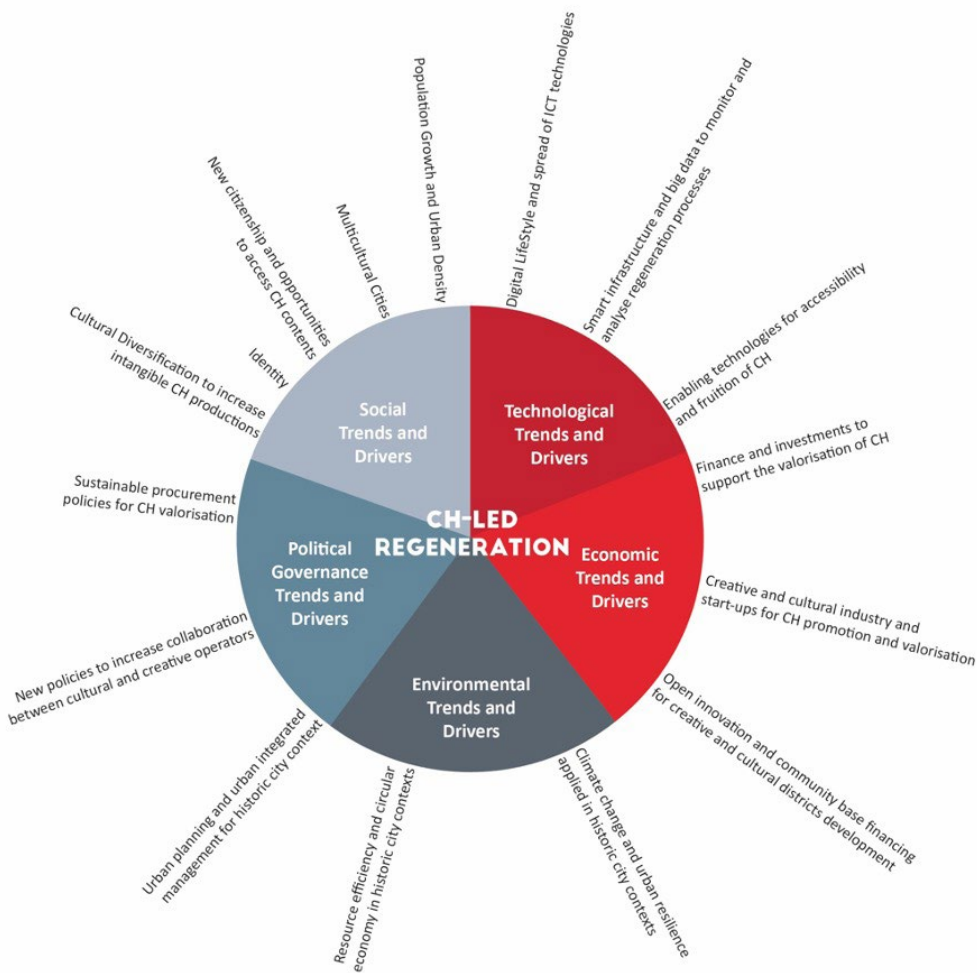 Population Growth and Urban Density
Digital LifeStyle and spread of ICT technologies
Smart infrastructure and big data to monitor and
analyse regeneration processes
Enabling technologies for accessibility
and fruition of CH
Finance and investments to
support the valorisation of CH
Creative and cultural industry and
start-ups for CH promotion and valorisation
Open innovation and community base financing
for creative and cultural districts development
Climate change and urban resilience
applied in historic city contexts
Resource efficiency and circular
economy in historic city contexts
Urban planning and urban integrated
management for historic city context
New policies to increase collaboration
between cultural and creative operators
Sustainable procurement
policies for CH valorisation
Cultural Diversification to increase
intangible CH productions
Identity
New citizenship and opportunities
to access CH contents
Multicultural Cities
Social
Trends and
Drivers
Technological
Trends and
Drivers
CH-LED
REGENERATION
Political
Governance
Trends and
Drivers
Economic
Trends and
Drivers
Environmental
Trends and
Drivers